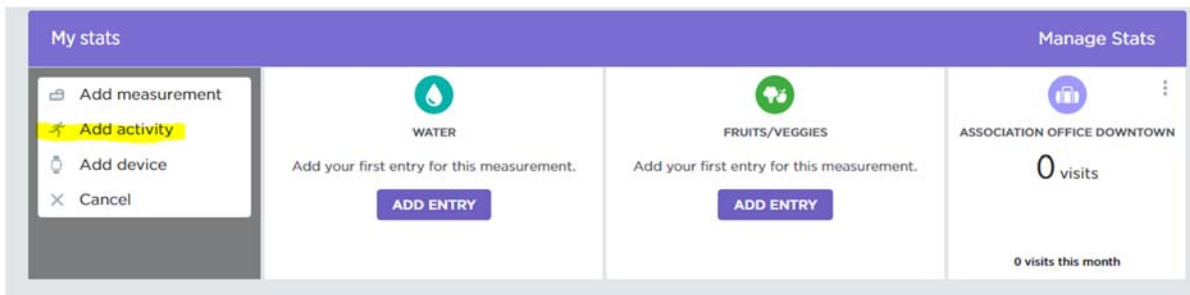 My stats
Manage Stats
Add measurement
Add activity
Add device
Cancel
WATER
Add your first entry for this measurement.
ADD ENTRY
FRUITS/VEGGIES
Add your first entry for this measurement.
ADD ENTRY
ASSOCIATION OFFICE DOWNTOWN
0 visits
0 visits this month